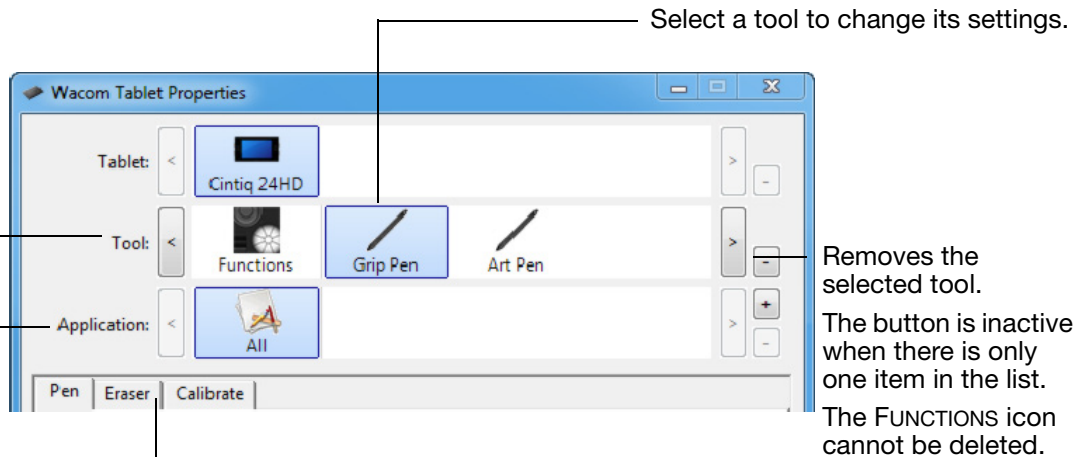 Select a tool to change its settings.
Wacom Tablet Properties
Tablet:
<
Cintiq 24HD
>
-
Tool:
<
Functions
Grip Pen
Art Pen
>
-
Removes the
selected tool.
The button is inactive
when there is only
one item in the list.
The FUNCTIONS icon
cannot be deleted.
Application:
<
All
>
+
-
Pen
Eraser
Calibrate